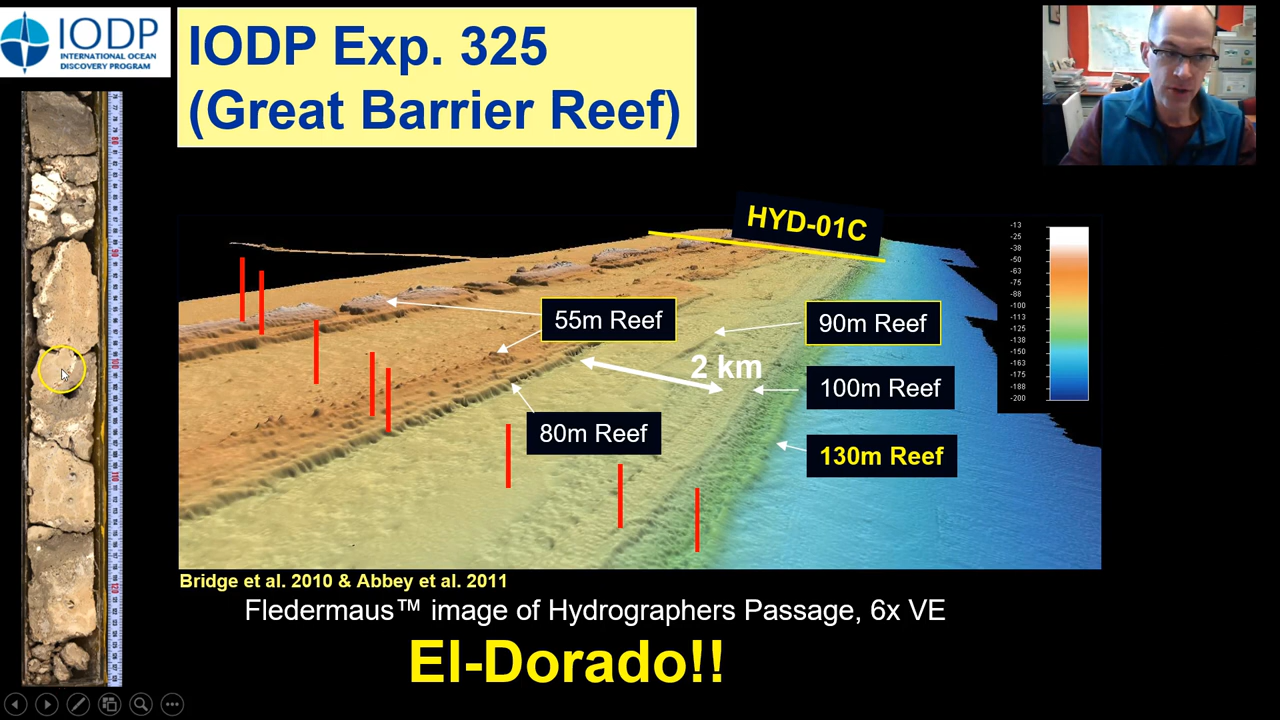 IODP
INTERNATIONAL OCEAN
DISCOVERY PROGRAM
IODP Exp. 325
(Great Barrier Reef)
HYD-01C
55m Reef
90m Reef
2 km
100m Reef
80m Reef
130m Reef
-13
-25
-38
-50
-63
-75
-88
-100
-113
-125
-138
-150
-163
-175
-188
-200
Bridge et al. 2010 & Abbey et al. 2011
Fledermaus™ image of Hydrographers Passage, 6x VE
El-Dorado!!